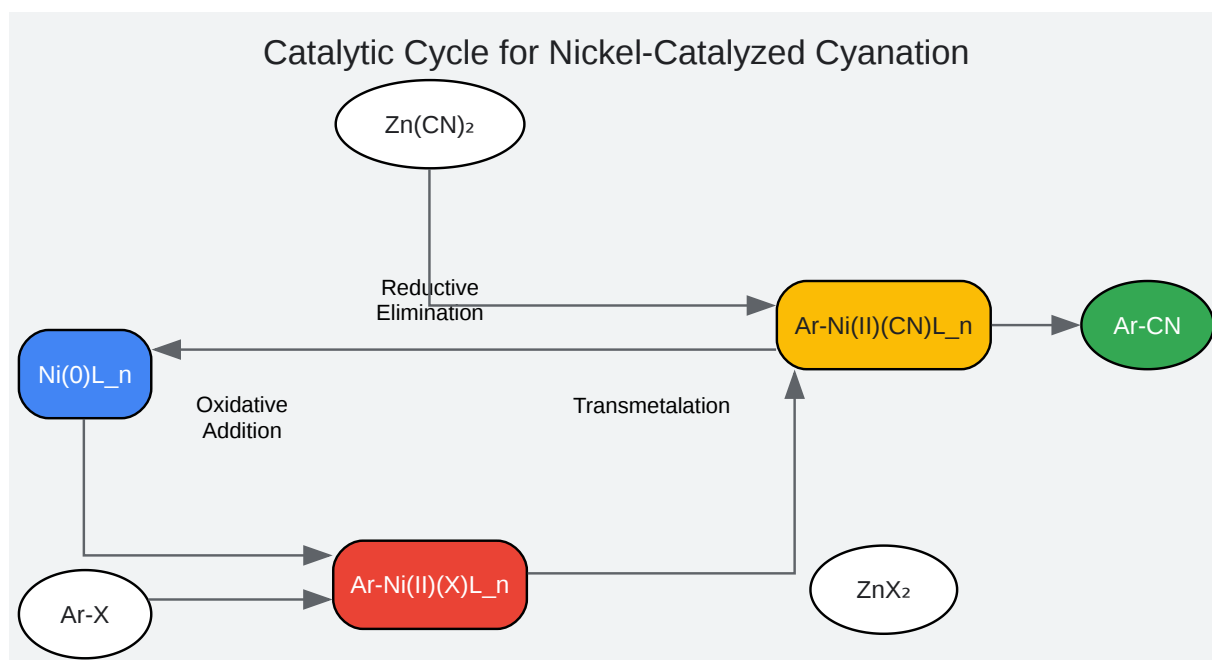 Catalytic Cycle for Nickel-Catalyzed Cyanation
Zn(CN)₂
Reductive
Elimination
Ar-Ni(II)(CN)L_n
Ar-CN
Ni(0)L_n
Oxidative
Addition
Transmetalation
Ar-Ni(II)(X)L_n
ZnX₂
Ar-X